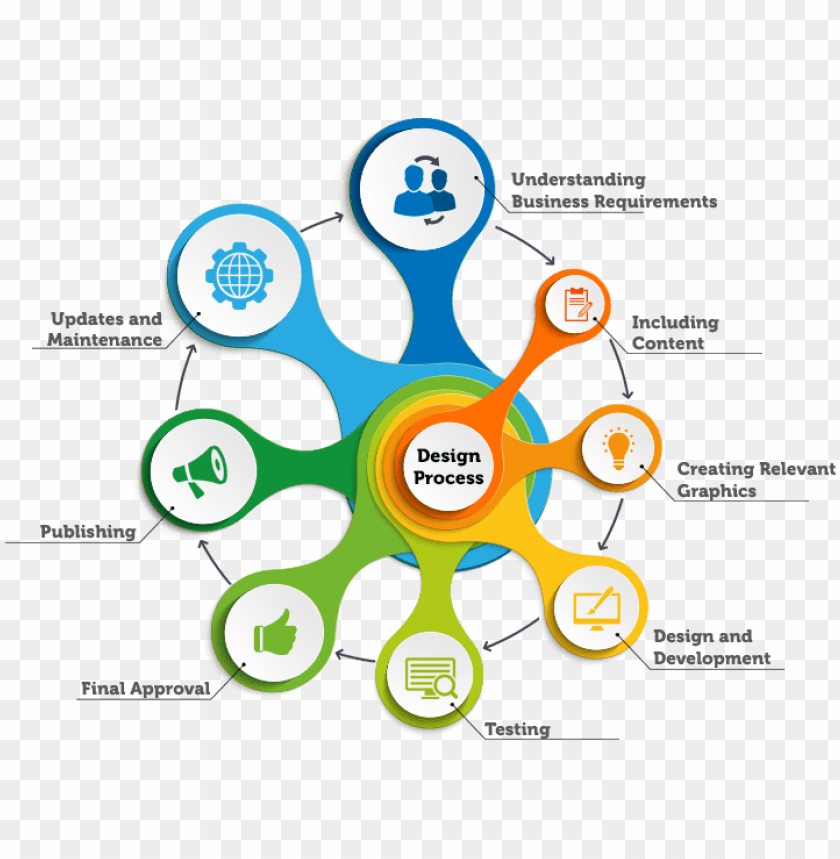 Understanding
Business Requirements
Including
Content
Creating Relevant
Graphics
Design and
Development
Testing
Final Approval
Publishing
Updates and
Maintenance
Design
Process